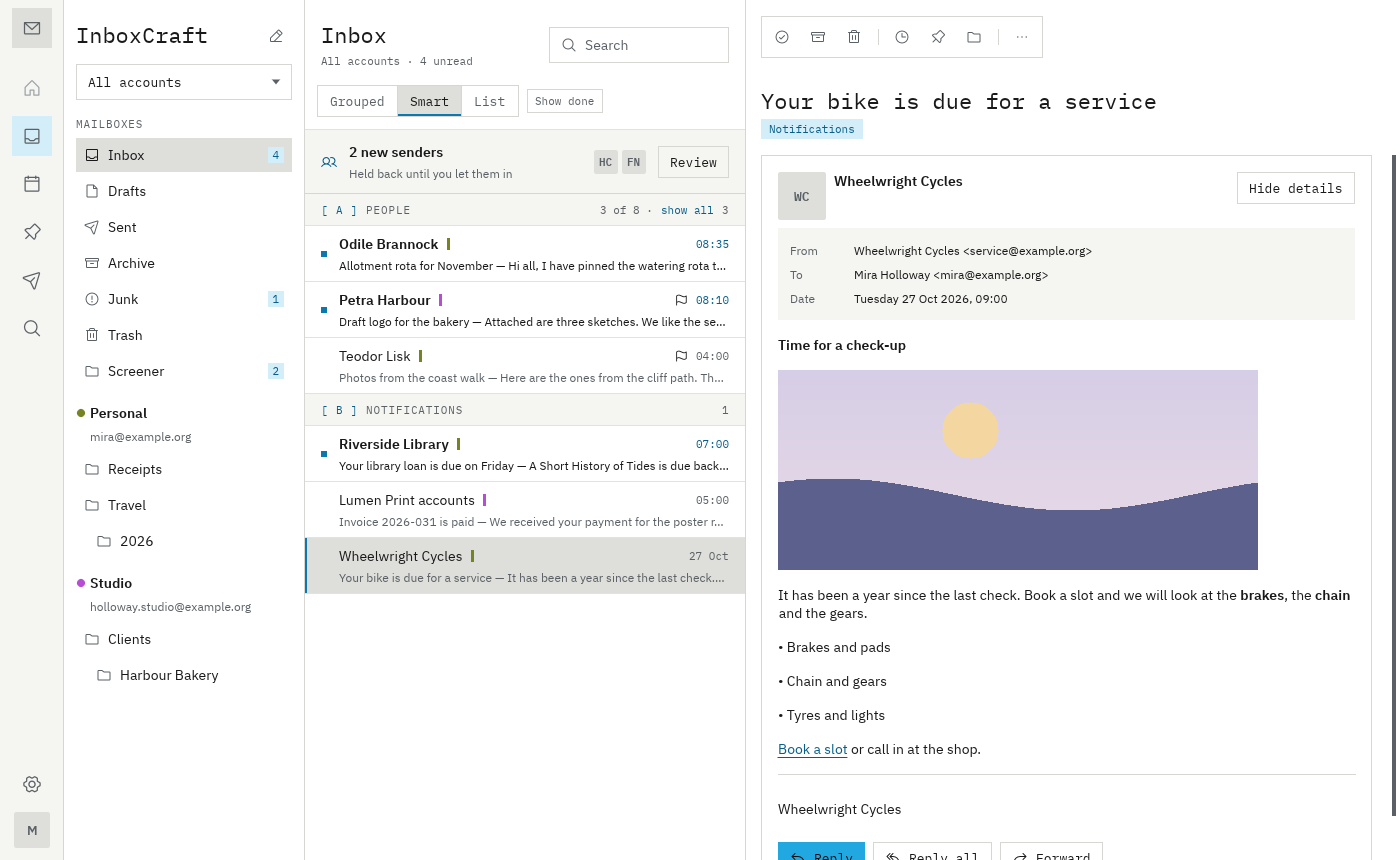 InboxCraft
All accounts
MAILBOXES
Inbox 4
Drafts
Sent
Archive
Junk 1
Trash
Screener 2
Personal
mira@example.org
Receipts
Travel
2026
Studio
holloway.studio@example.org
Clients
Harbour Bakery
M
Inbox
All accounts · 4 unread
Search
Grouped Smart List Show done
2 new senders
Held back until you let them in
HC FN Review
[ A ] PEOPLE 3 of 8 · show all 3
Odile Brannock 08:35
Allotment rota for November — Hi all, I have pinned the watering rota t…
Petra Harbour 08:10
Draft logo for the bakery — Attached are three sketches. We like the se…
Teodor Lisk 04:00
Photos from the coast walk — Here are the ones from the cliff path. Th…
[ B ] NOTIFICATIONS 1
Riverside Library 07:00
Your library loan is due on Friday — A Short History of Tides is due back…
Lumen Print accounts 05:00
Invoice 2026-031 is paid — We received your payment for the poster r…
Wheelwright Cycles 27 Oct
Your bike is due for a service — It has been a year since the last check.…
Your bike is due for a service
Notifications
WC
Wheelwright Cycles
Hide details
From Wheelwright Cycles <service@example.org>
To Mira Holloway <mira@example.org>
Date Tuesday 27 Oct 2026, 09:00
Time for a check-up
It has been a year since the last check. Book a slot and we will look at the brakes, the chain
and the gears.
• Brakes and pads
• Chain and gears
• Tyres and lights
Book a slot or call in at the shop.
Wheelwright Cycles
Reply Reply all Forward